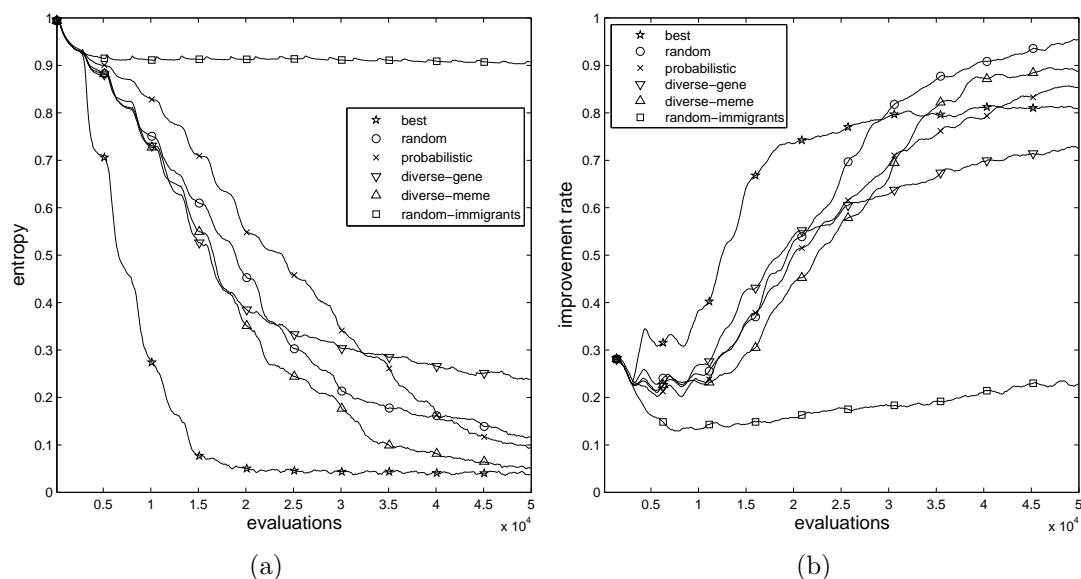 1
0.9
0.8
0.7
0.6
0.5
0.4
0.3
0.2
0.1
0
entropy
best
random
probabilistic
diverse−gene
diverse−meme
random−immigrants
0.5 1 1.5 2 2.5 3 3.5 4 4.5 5
x 10⁴
evaluations
(a)
1
0.9
0.8
0.7
0.6
0.5
0.4
0.3
0.2
0.1
0
improvement rate
best
random
probabilistic
diverse−gene
diverse−meme
random−immigrants
0.5 1 1.5 2 2.5 3 3.5 4 4.5 5
x 10⁴
evaluations
(b)